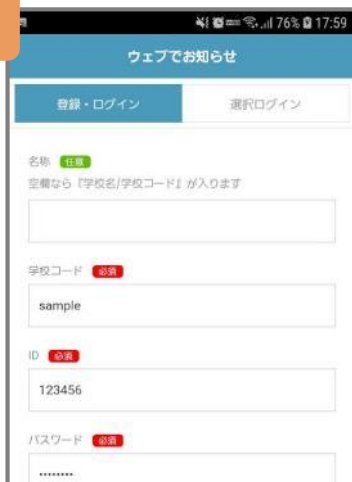 76% 17:59
ウェブでお知らせ
登録・ログイン 選択ログイン
名称 任意
空欄なら『学校名/学校コード』が入ります
学校コード 必須
sample
ID 必須
123456
パスワード 必須
••••••••